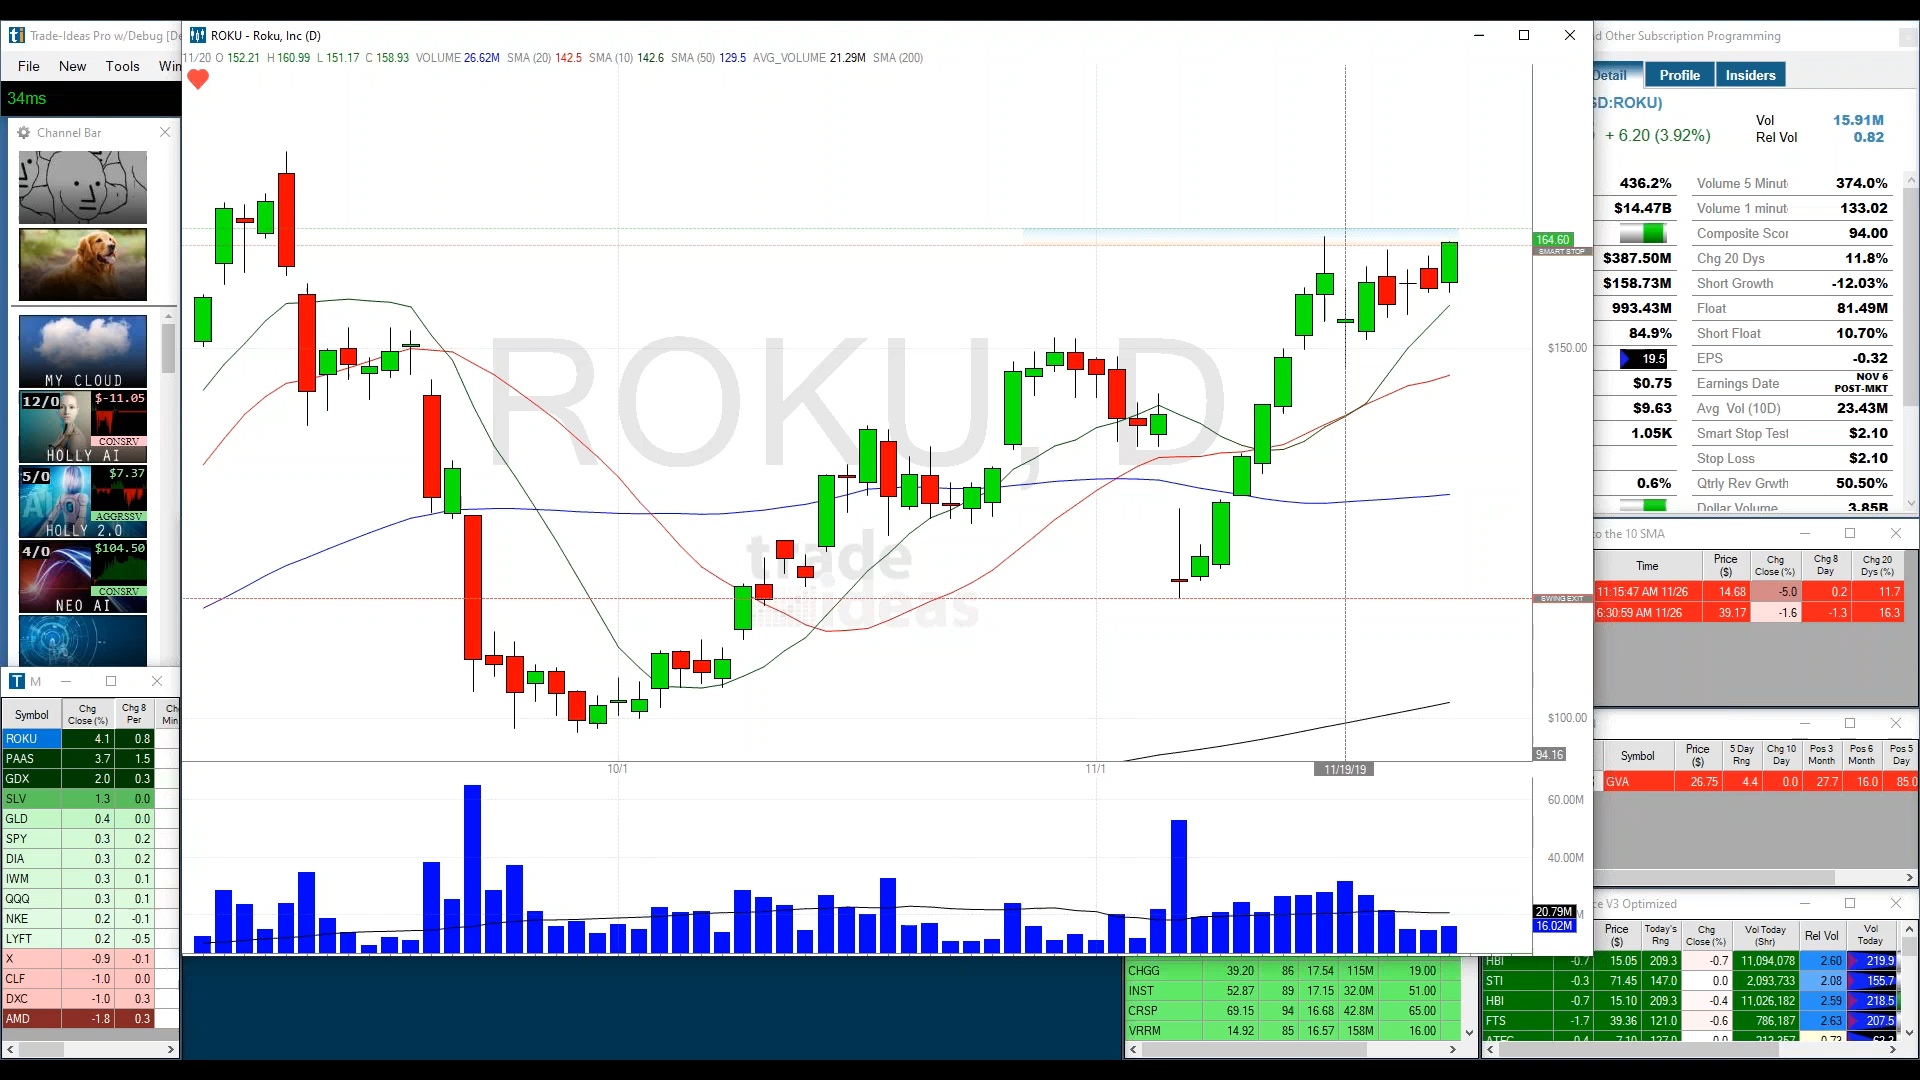 Trade-Ideas Pro w/Debug [De
File New Tools Win
34ms
Channel Bar
MY CLOUD
12/0 $-11.05
CONSRV
HOLLY AI
5/0 $7.37
AGGRSSV
HOLLY 2.0
4/0 $104.50
CONSRV
NEO AI
M
Symbol Chg Close (%) Chg 8 Per Ch Min
ROKU 4.1 0.8
PAAS 3.7 1.5
GDX 2.0 0.3
SLV 1.3 0.0
GLD 0.4 0.0
SPY 0.3 0.2
DIA 0.3 0.2
IWM 0.3 0.1
QQQ 0.3 0.1
NKE 0.2 -0.1
LYFT 0.2 -0.5
X -0.9 -0.1
CLF -1.0 0.0
DXC -1.0 0.3
AMD -1.8 0.3
ROKU - Roku, Inc (D)
11/20 O 152.21 H 160.99 L 151.17 C 158.93 VOLUME 26.62M SMA (20) 142.5 SMA (10) 142.6 SMA (50) 129.5 AVG_VOLUME 21.29M SMA (200)
ROKU, D
trade ideas
164.60
SMART STOP
$150.00
SWING EXIT
$100.00
94.16
10/1 11/1 11/19/19
60.00M
40.00M
20.79M
16.02M
d Other Subscription Programming
Detail Profile Insiders
SD:ROKU)
+ 6.20 (3.92%)
Vol 15.91M
Rel Vol 0.82
436.2% Volume 5 Minut 374.0%
$14.47B Volume 1 minut 133.02
Composite Scor 94.00
$387.50M Chg 20 Dys 11.8%
$158.73M Short Growth -12.03%
993.43M Float 81.49M
84.9% Short Float 10.70%
19.5 EPS -0.32
$0.75 Earnings Date NOV 6 POST-MKT
$9.63 Avg Vol (10D) 23.43M
1.05K Smart Stop Test $2.10
Stop Loss $2.10
0.6% Qtrly Rev Grwth 50.50%
Dollar Volume 3.85B
to the 10 SMA
Time Price ($) Chg Close (%) Chg 8 Day Chg 20 Dys (%)
11:15:47 AM 11/26 14.68 -5.0 0.2 11.7
6:30:59 AM 11/26 39.17 -1.6 -1.3 16.3
Symbol Price ($) 5 Day Rng Chg 10 Day Pos 3 Month Pos 6 Month Pos 5 Day
GVA 26.75 4.4 0.0 27.7 16.0 85.0
ce V3 Optimized
Price ($) Today's Rng Chg Close (%) Vol Today (Shr) Rel Vol Vol Today
HBI -0.7 15.05 209.3 -0.7 11,094,078 2.60 219.9
STI -0.3 71.45 147.0 0.0 2,093,733 2.08 155.7
HBI -0.7 15.10 209.3 -0.4 11,026,182 2.59 218.5
FTS -1.7 39.36 121.0 -0.6 786,187 2.63 207.5
CHGG 39.20 86 17.54 115M 19.00
INST 52.87 89 17.15 32.0M 51.00
CRSP 69.15 94 16.68 42.8M 65.00
VRRM 14.92 85 16.57 158M 16.00